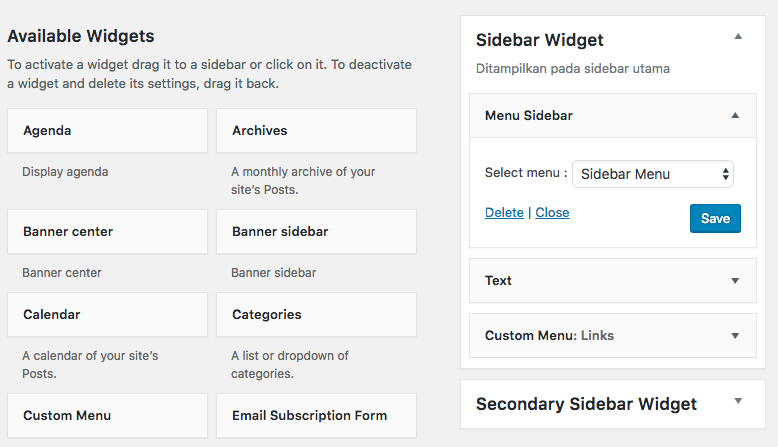 Available Widgets
To activate a widget drag it to a sidebar or click on it. To deactivate
a widget and delete its settings, drag it back.
Agenda
Display agenda
Archives
A monthly archive of your
site’s Posts.
Banner center
Banner center
Banner sidebar
Banner sidebar
Calendar
A calendar of your site’s
Posts.
Categories
A list or dropdown of
categories.
Custom Menu
Email Subscription Form
Sidebar Widget
Ditampilkan pada sidebar utama
Menu Sidebar
Select menu : Sidebar Menu
Delete | Close
Save
Text
Custom Menu: Links
Secondary Sidebar Widget